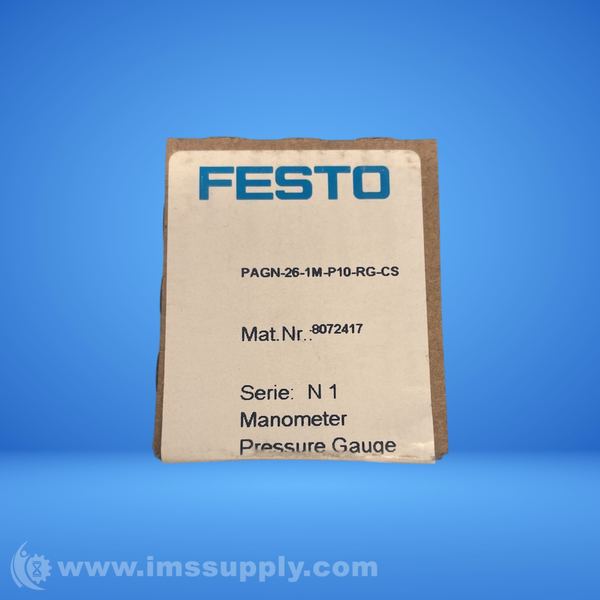 FESTO
PAGN-26-1M-P10-RG-CS
Mat.Nr.:8072417
Serie: N 1
Manometer
Pressure Gauge
www.imssupply.com